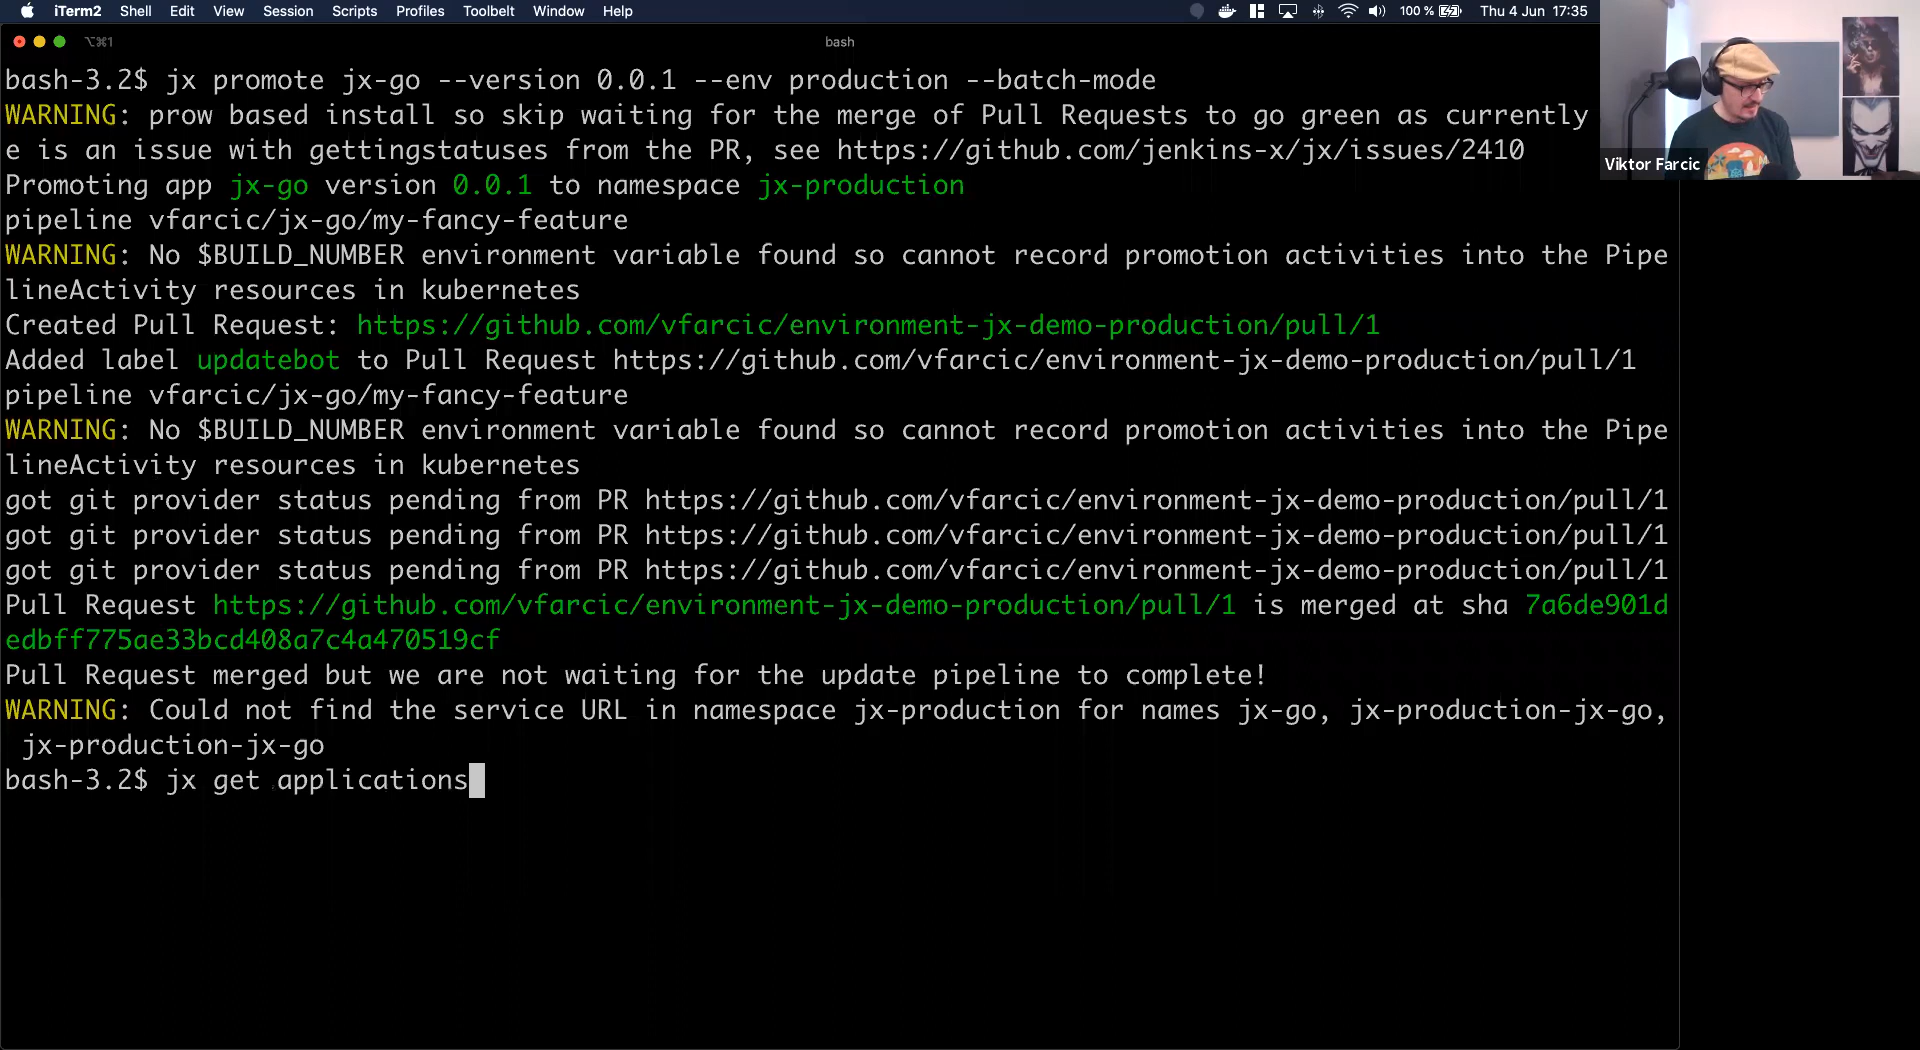 iTerm2 Shell Edit View Session Scripts Profiles Toolbelt Window Help 100 % Thu 4 Jun 17:35
⌥⌘1 bash
bash-3.2$ jx promote jx-go --version 0.0.1 --env production --batch-mode
WARNING: prow based install so skip waiting for the merge of Pull Requests to go green as currently
e is an issue with gettingstatuses from the PR, see https://github.com/jenkins-x/jx/issues/2410
Viktor Farcic
Promoting app jx-go version 0.0.1 to namespace jx-production
pipeline vfarcic/jx-go/my-fancy-feature
WARNING: No $BUILD_NUMBER environment variable found so cannot record promotion activities into the Pipe
lineActivity resources in kubernetes
Created Pull Request: https://github.com/vfarcic/environment-jx-demo-production/pull/1
Added label updatebot to Pull Request https://github.com/vfarcic/environment-jx-demo-production/pull/1
pipeline vfarcic/jx-go/my-fancy-feature
WARNING: No $BUILD_NUMBER environment variable found so cannot record promotion activities into the Pipe
lineActivity resources in kubernetes
got git provider status pending from PR https://github.com/vfarcic/environment-jx-demo-production/pull/1
got git provider status pending from PR https://github.com/vfarcic/environment-jx-demo-production/pull/1
got git provider status pending from PR https://github.com/vfarcic/environment-jx-demo-production/pull/1
Pull Request https://github.com/vfarcic/environment-jx-demo-production/pull/1 is merged at sha 7a6de901d
edbff775ae33bcd408a7c4a470519cf
Pull Request merged but we are not waiting for the update pipeline to complete!
WARNING: Could not find the service URL in namespace jx-production for names jx-go, jx-production-jx-go,
jx-production-jx-go
bash-3.2$ jx get applications